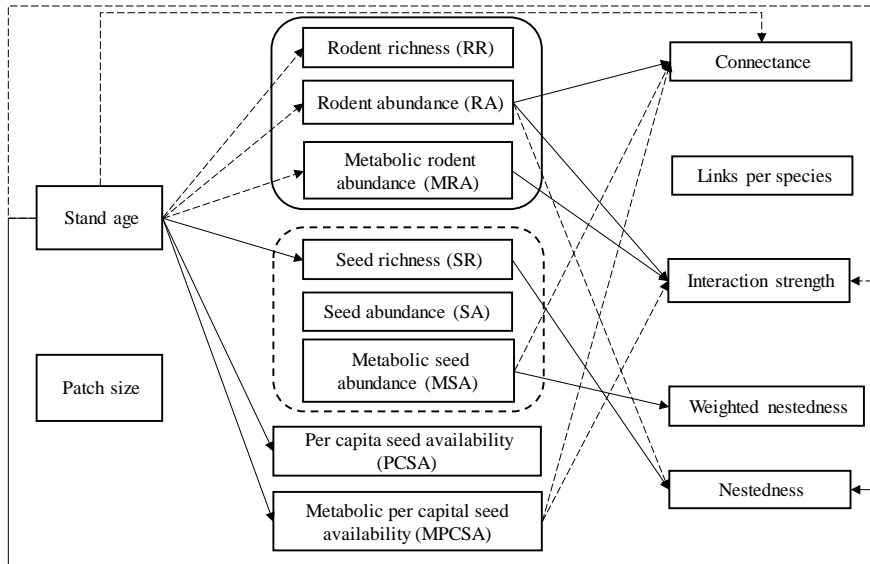 Stand age
Patch size
Rodent richness (RR)
Rodent abundance (RA)
Metabolic rodent
abundance (MRA)
Seed richness (SR)
Seed abundance (SA)
Metabolic seed
abundance (MSA)
Per capita seed availability
(PCSA)
Metabolic per capital seed
availability (MPCSA)
Connectance
Links per species
Interaction strength
Weighted nestedness
Nestedness